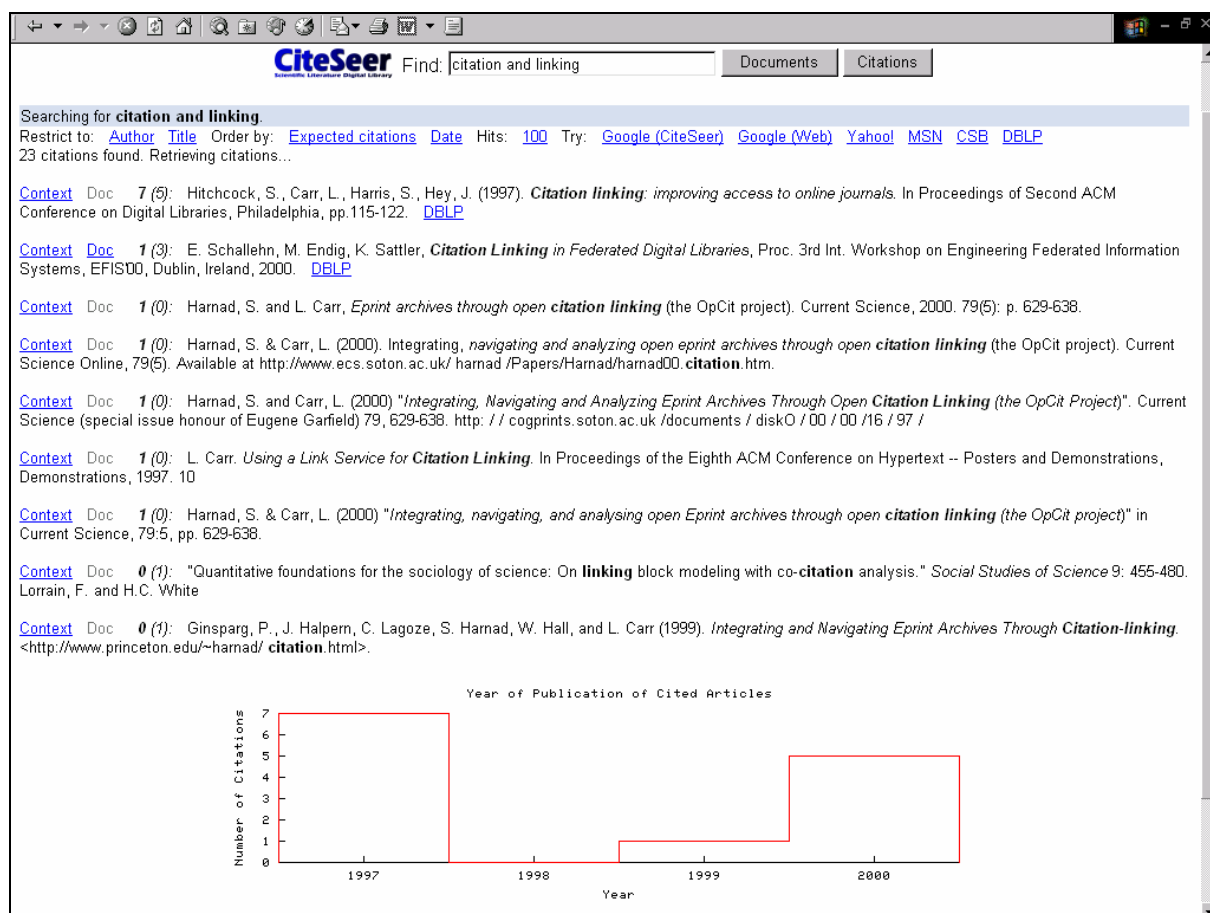 CiteSeer Find: citation and linking Documents Citations
Scientific Literature Digital Library
Searching for citation and linking.
Restrict to: Author Title Order by: Expected citations Date Hits: 100 Try: Google (CiteSeer) Google (Web) Yahoo! MSN CSB DBLP
23 citations found. Retrieving citations...
Context Doc 7 (5): Hitchcock, S., Carr, L., Harris, S., Hey, J. (1997). Citation linking: improving access to online journals. In Proceedings of Second ACM
Conference on Digital Libraries, Philadelphia, pp.115-122. DBLP
Context Doc 1 (3): E. Schallehn, M. Endig, K. Sattler, Citation Linking in Federated Digital Libraries, Proc. 3rd Int. Workshop on Engineering Federated Information
Systems, EFIS'00, Dublin, Ireland, 2000. DBLP
Context Doc 1 (0): Harnad, S. and L. Carr, Eprint archives through open citation linking (the OpCit project). Current Science, 2000. 79(5): p. 629-638.
Context Doc 1 (0): Harnad, S. & Carr, L. (2000). Integrating, navigating and analyzing open eprint archives through open citation linking (the OpCit project). Current
Science Online, 79(5). Available at http://www.ecs.soton.ac.uk/ harnad /Papers/Harnad/harnad00.citation.htm.
Context Doc 1 (0): Harnad, S. and Carr, L. (2000) "Integrating, Navigating and Analyzing Eprint Archives Through Open Citation Linking (the OpCit Project)". Current
Science (special issue honour of Eugene Garfield) 79, 629-638. http: / / cogprints.soton.ac.uk /documents / diskO / 00 / 00 /16 / 97 /
Context Doc 1 (0): L. Carr. Using a Link Service for Citation Linking. In Proceedings of the Eighth ACM Conference on Hypertext -- Posters and Demonstrations,
Demonstrations, 1997. 10
Context Doc 1 (0): Harnad, S. & Carr, L. (2000) "Integrating, navigating, and analysing open Eprint archives through open citation linking (the OpCit project)" in
Current Science, 79:5, pp. 629-638.
Context Doc 0 (1): "Quantitative foundations for the sociology of science: On linking block modeling with co-citation analysis." Social Studies of Science 9: 455-480.
Lorrain, F. and H.C. White
Context Doc 0 (1): Ginsparg, P., J. Halpern, C. Lagoze, S. Harnad, W. Hall, and L. Carr (1999). Integrating and Navigating Eprint Archives Through Citation-linking.
<http://www.princeton.edu/~harnad/ citation.html>.
Year of Publication of Cited Articles
Number of Citations
7
6
5
4
3
2
1
0
1997 1998 1999 2000
Year